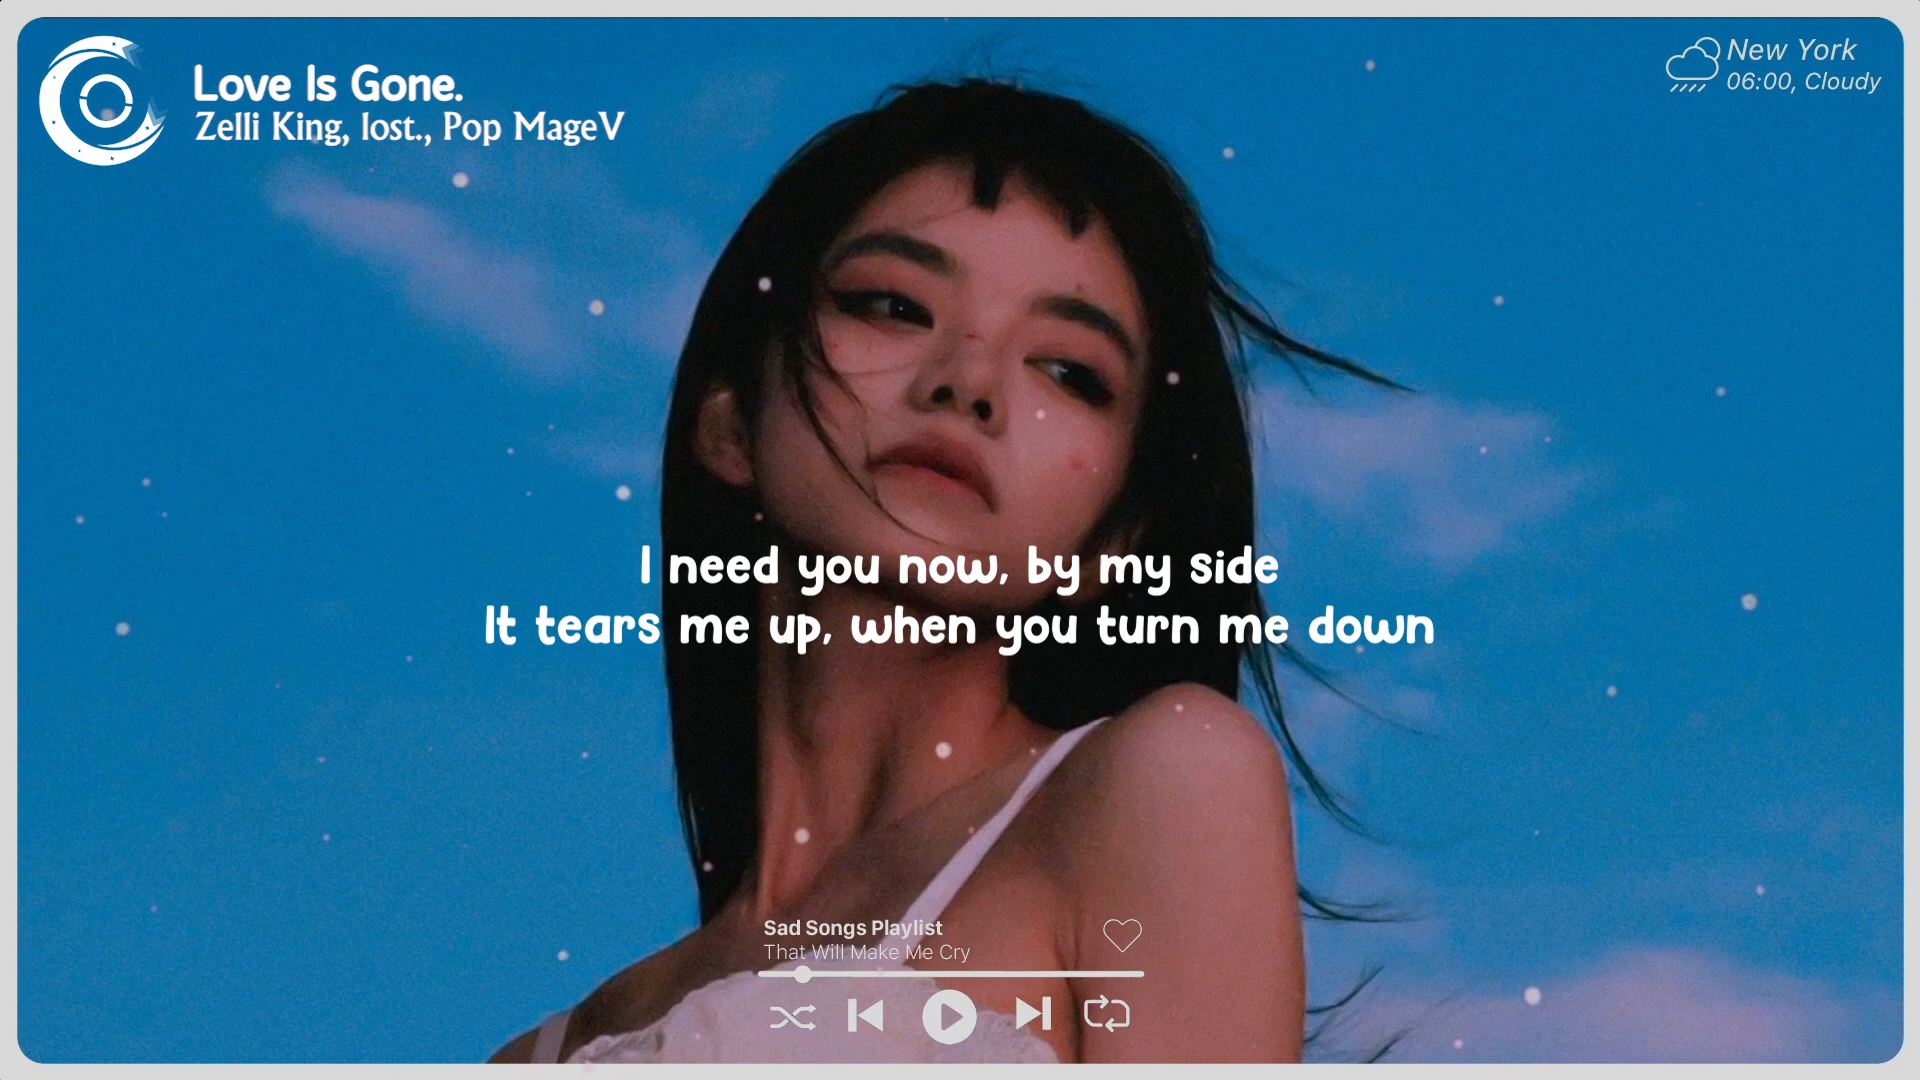 Love Is Gone.
Zelli King, lost., Pop MageV
New York
06:00, Cloudy
I need you now, by my side
It tears me up, when you turn me down
Sad Songs Playlist
That Will Make Me Cry